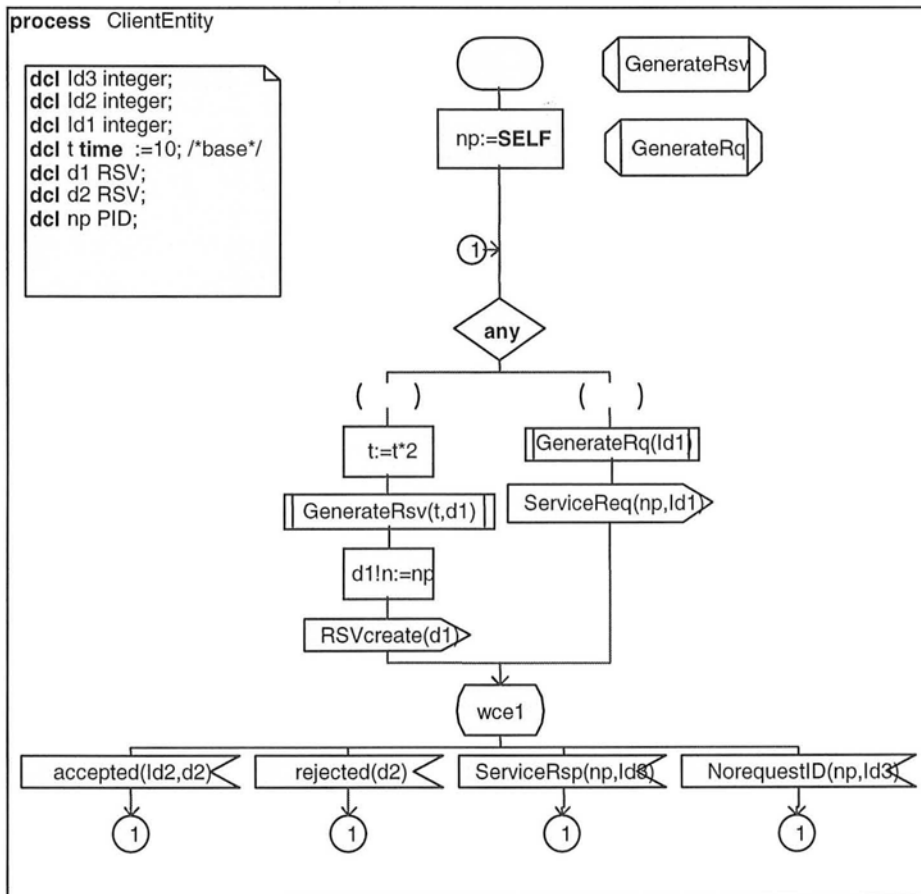 process ClientEntity
dcl Id3 integer;
dcl Id2 integer;
dcl Id1 integer;
dcl t time :=10; /*base*/
dcl d1 RSV;
dcl d2 RSV;
dcl np PID;
GenerateRsv
np:=SELF
GenerateRq
1
any
( )
( )
t:=t*2
GenerateRq(Id1)
GenerateRsv(t,d1)
ServiceReq(np,Id1)
d1!n:=np
RSVcreate(d1)
wce1
accepted(Id2,d2)
rejected(d2)
ServiceRsp(np,Id3)
NorequestID(np,Id3)
1
1
1
1